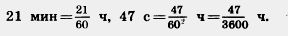 21 мин = 21/60 ч, 47 с = 47/60² ч = 47/3600 ч.